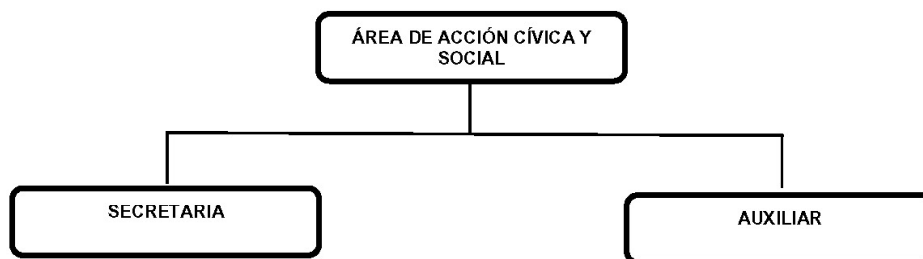 ÁREA DE ACCIÓN CÍVICA Y
SOCIAL
SECRETARIA
AUXILIAR